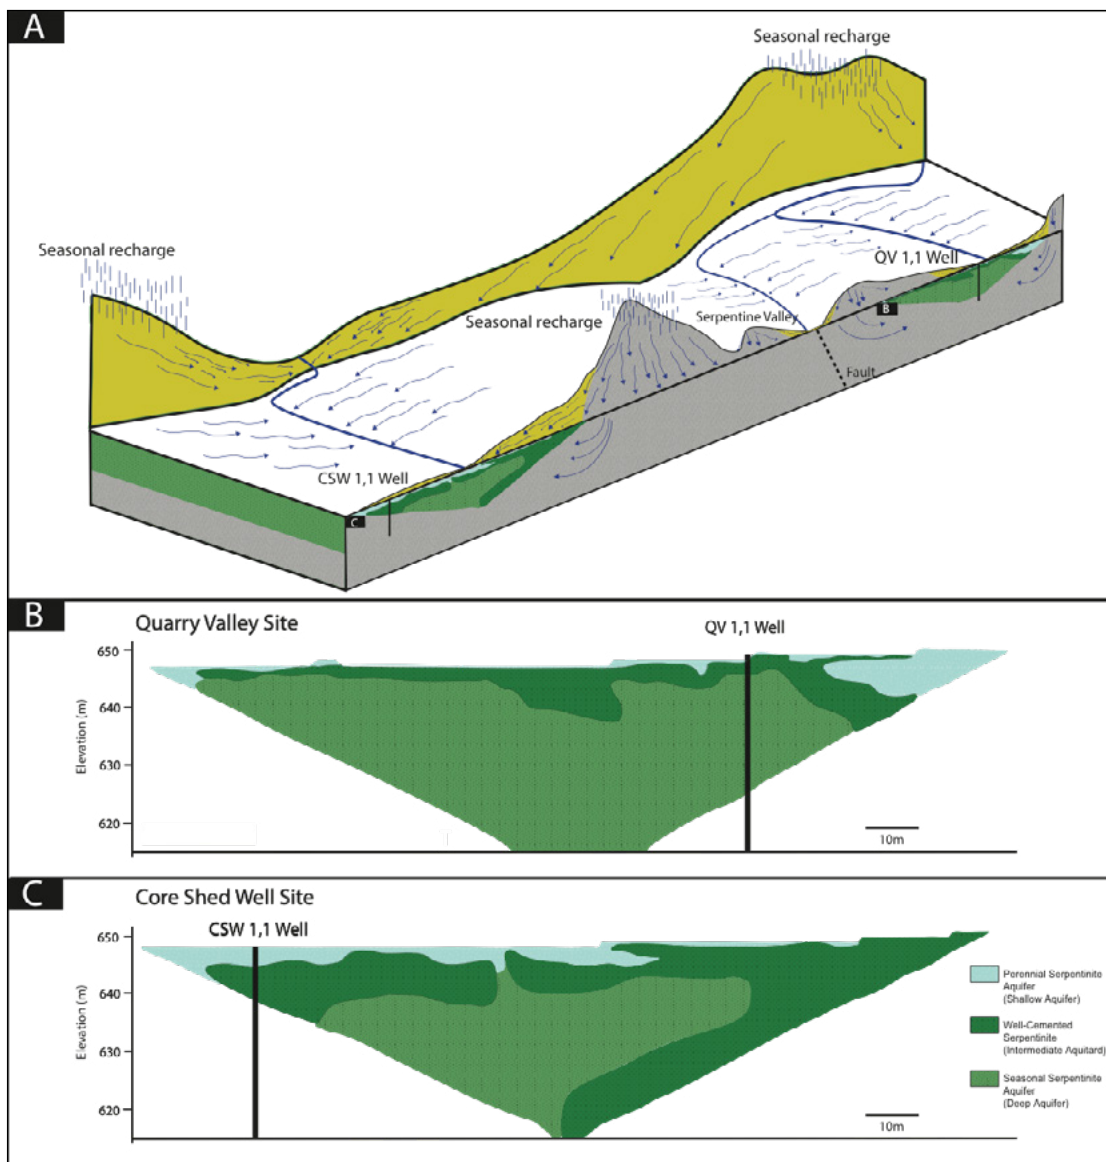 A
Seasonal recharge
Seasonal recharge
QV 1,1 Well
Seasonal recharge
Serpentine Valley
B
Fault
CSW 1,1 Well
C
B
Quarry Valley Site
QV 1,1 Well
650
640
630
620
Elevation (m)
10m
C
Core Shed Well Site
CSW 1,1 Well
650
640
630
620
Elevation (m)
10m
Perennial Serpentinite
Aquifer
(Shallow Aquifer)
Well-Cemented
Serpentinite
(Intermediate Aquitard)
Seasonal Serpentinite
Aquifer
(Deep Aquifer)